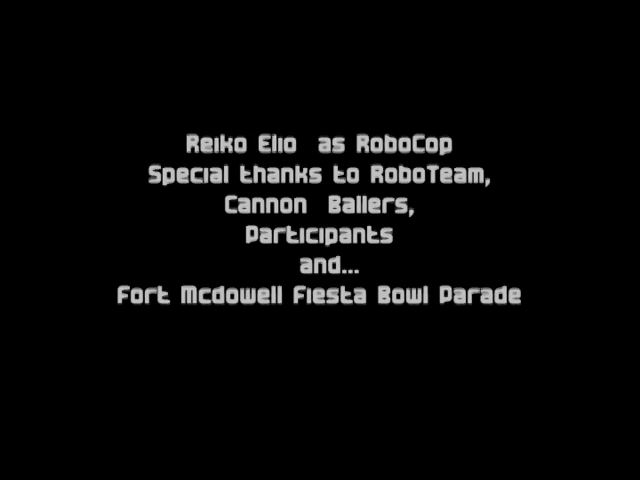 Reiko Elio as RoboCop
Special thanks to RoboTeam,
Cannon Ballers,
Participants
and...
Fort Mcdowell Fiesta Bowl Parade